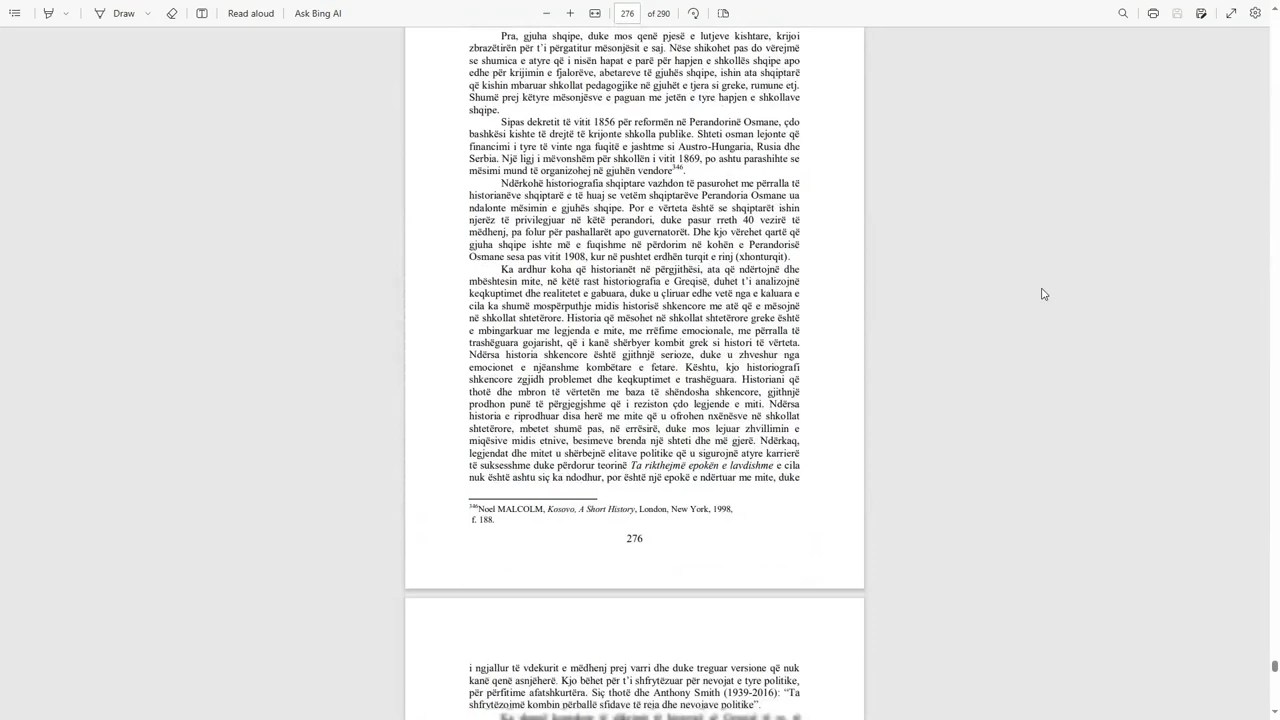 Draw
Read aloud
Ask Bing AI
276
of 290
Pra, gjuha shqipe, duke mos qenë pjesë e lutjeve kishtare, krijoi
zbrazëtirën për t’i përgatitur mësonjësit e saj. Nëse shikohet pas do vërejmë
se shumica e atyre që i nisën hapat e parë për hapjen e shkollës shqipe apo
edhe për krijimin e fjalorëve, abetareve të gjuhës shqipe, ishin ata shqiptarë
që kishin mbaruar shkollat pedagogjike në gjuhët e tjera si greke, rumune etj.
Shumë prej këtyre mësonjësve e paguan me jetën e tyre hapjen e shkollave
shqipe.
Sipas dekretit të vitit 1856 për reformën në Perandorinë Osmane, çdo
bashkësi kishte të drejtë të krijonte shkolla publike. Shteti osman lejonte që
financimi i tyre të vinte nga fuqitë e jashtme si Austro-Hungaria, Rusia dhe
Serbia. Një ligj i mëvonshëm për shkollën i vitit 1869, po ashtu parashihte se
mësimi mund të organizohej në gjuhën vendore346.
Ndërkohë historiografia shqiptare vazhdon të pasurohet me përralla të
historianëve shqiptarë e të huaj se vetëm shqiptarëve Perandoria Osmane ua
ndalonte mësimin e gjuhës shqipe. Por e vërteta është se shqiptarët ishin
njerëz të privilegjuar në këtë perandori, duke pasur rreth 40 vezirë të
mëdhenj, pa folur për pashallarët apo guvernatorët. Dhe kjo vërehet qartë që
gjuha shqipe ishte më e fuqishme në përdorim në kohën e Perandorisë
Osmane sesa pas vitit 1908, kur në pushtet erdhën turqit e rinj (xhonturqit).
Ka ardhur koha që historianët në përgjithësi, ata që ndërtojnë dhe
mbështesin mite, në këtë rast historiografia e Greqisë, duhet t’i analizojnë
keqkuptimet dhe realitetet e gabuara, duke u çliruar edhe vetë nga e kaluara e
cila ka shumë mospërputhje midis historisë shkencore me atë që e mësojnë
në shkollat shtetërore. Historia që mësohet në shkollat shtetërore greke është
e mbingarkuar me legjenda e mite, me rrëfime emocionale, me përralla të
trashëguara gojarisht, që i kanë shërbyer kombit grek si histori të vërteta.
Ndërsa historia shkencore është gjithnjë serioze, duke u zhveshur nga
emocionet e njëanshme kombëtare e fetare. Kështu, kjo historiografi
shkencore zgjidh problemet dhe keqkuptimet e trashëguara. Historiani që
thotë dhe mbron të vërtetën me baza të shëndosha shkencore, gjithnjë
prodhon punë të përgjegjshme që i reziston çdo legjende e miti. Ndërsa
historia e riprodhuar disa herë me mite që u ofrohen nxënësve në shkollat
shtetërore, mbetet shumë pas, në errësirë, duke mos lejuar zhvillimin e
miqësive midis etnive, besimeve brenda një shteti dhe më gjerë. Ndërkaq,
legjendat dhe mitet u shërbejnë elitave politike që u sigurojnë atyre karrierë
të suksesshme duke përdorur teorinë Ta rikthejmë epokën e lavdishme e cila
nuk është ashtu siç ka ndodhur, por është një epokë e ndërtuar me mite, duke
346Noel MALCOLM, Kosovo, A Short History, London, New York, 1998,
f. 188.
276
i ngjallur të vdekurit e mëdhenj prej varri dhe duke treguar versione që nuk
kanë qenë asnjëherë. Kjo bëhet për t’i shfrytëzuar për nevojat e tyre politike,
për përfitime afatshkurtëra. Siç thotë dhe Anthony Smith (1939-2016): “Ta
shfrytëzojmë kombin përballë sfidave të reja dhe nevojave politike”.